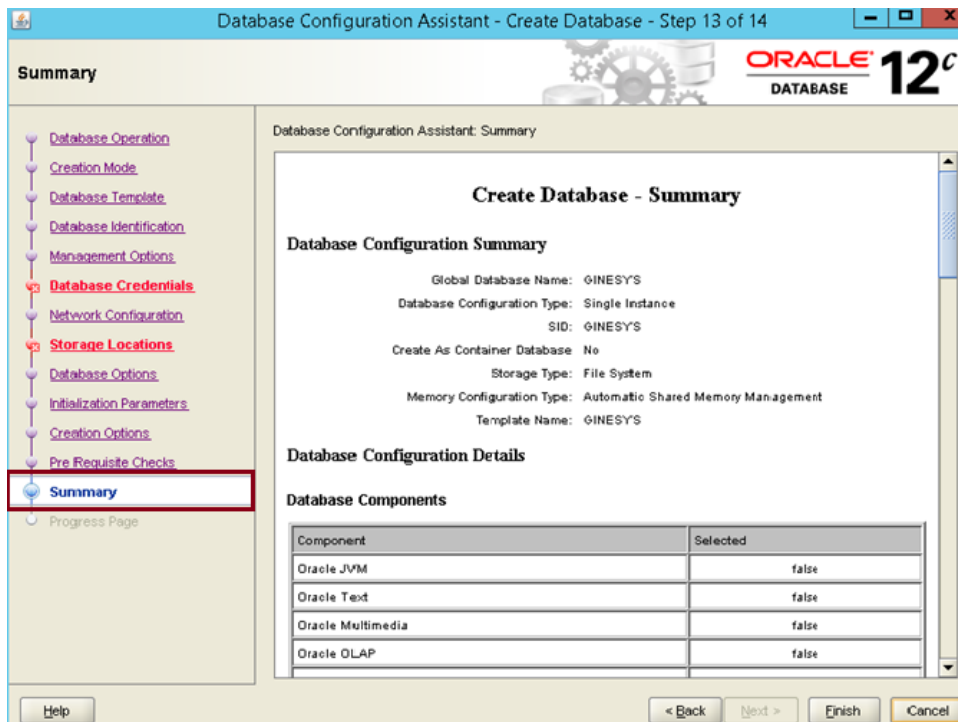 Database Configuration Assistant - Create Database - Step 13 of 14
Summary
ORACLE
DATABASE
12c
Database Operation
Creation Mode
Database Template
Database Identification
Management Options
Database Credentials
Network Configuration
Storage Locations
Database Options
Initialization Parameters
Creation Options
Pre Requisite Checks
Summary
Progress Page
Database Configuration Assistant: Summary
Create Database - Summary
Database Configuration Summary
Global Database Name: GINESYS
Database Configuration Type: Single Instance
SID: GINESYS
Create As Container Database No
Storage Type: File System
Memory Configuration Type: Automatic Shared Memory Management
Template Name: GINESYS
Database Configuration Details
Database Components
Component Selected
Oracle JVM false
Oracle Text false
Oracle Multimedia false
Oracle OLAP false
Help < Back Next > Finish Cancel